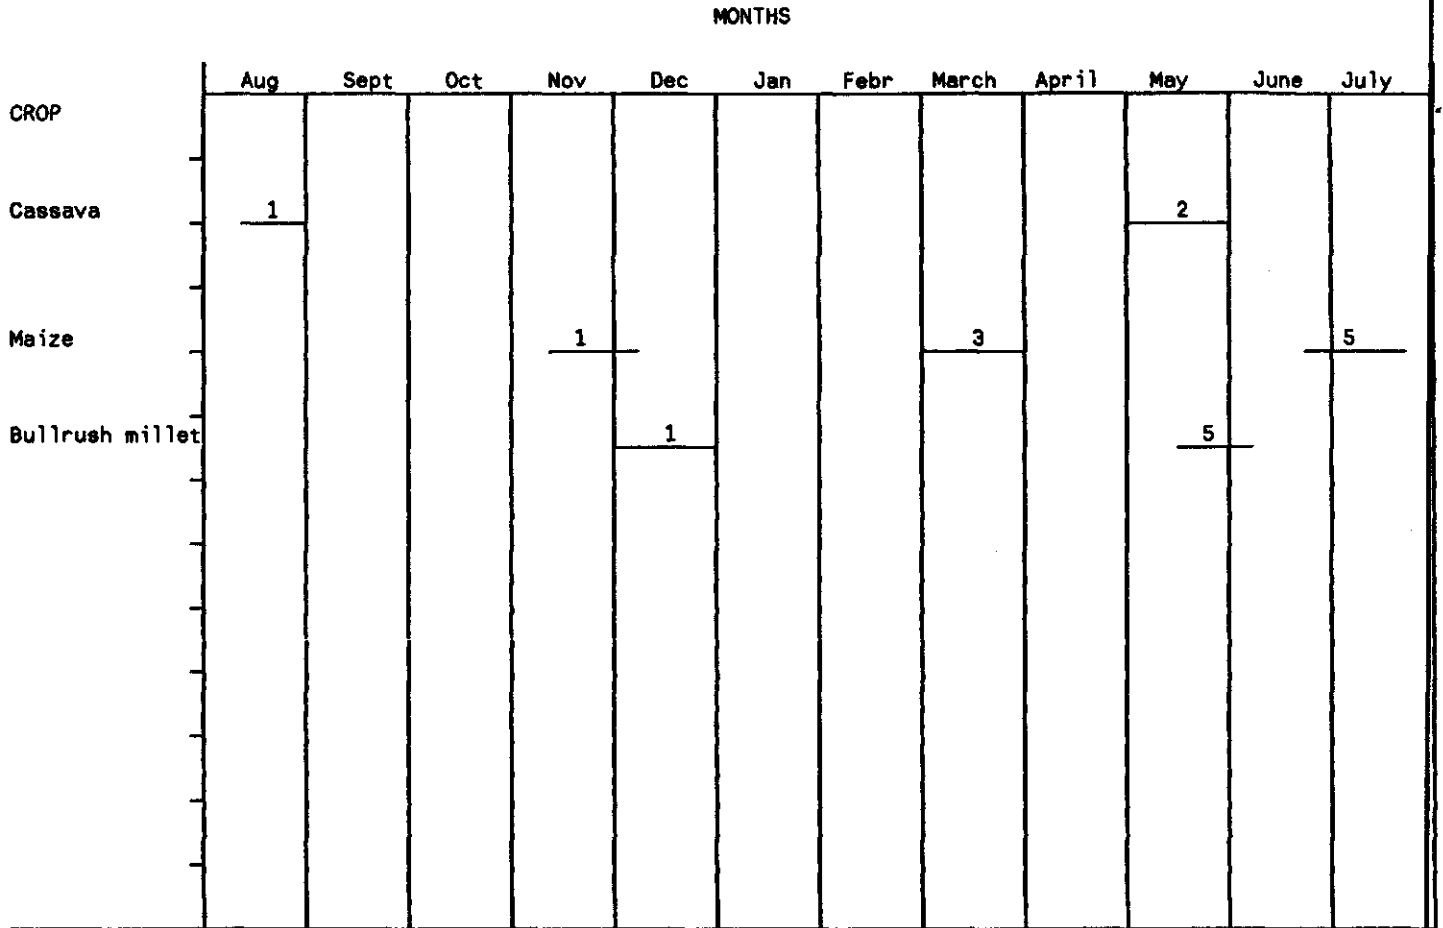 MONTHS
Aug Sept Oct Nov Dec Jan Febr March April May June July
CROP
Cassava 1 2
Maize 1 3 5
Bullrush millet 1 5